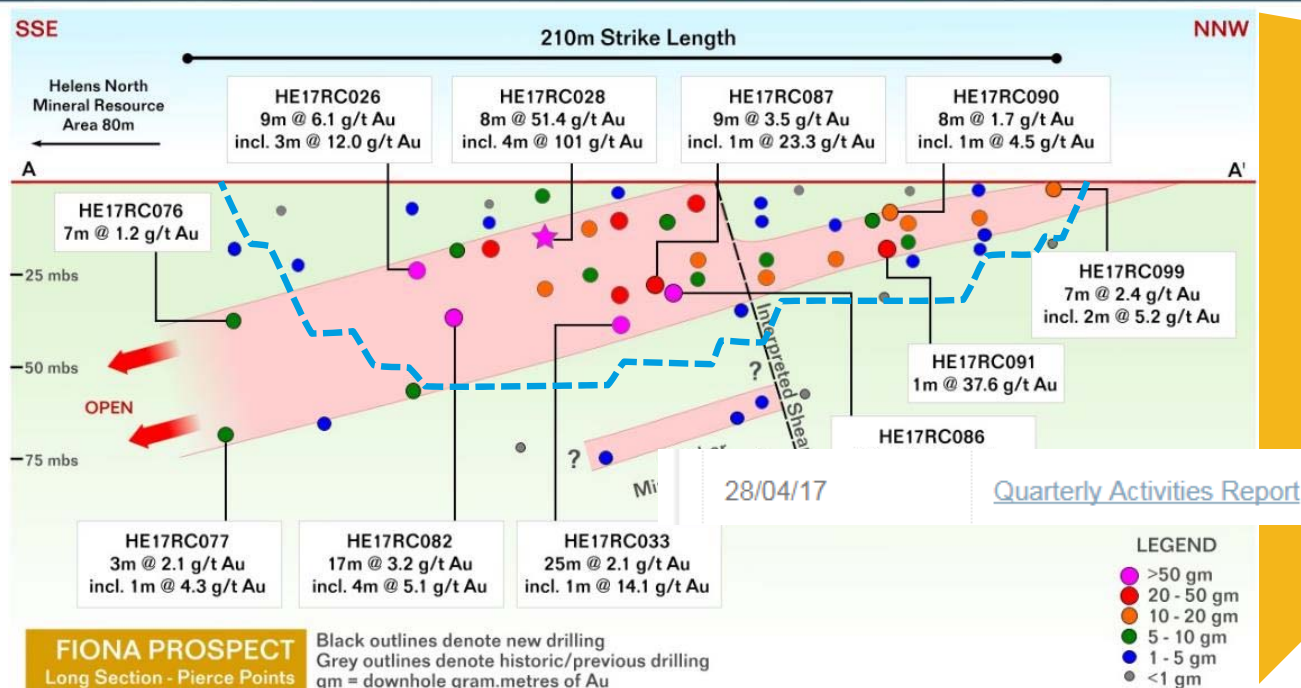 SSE
NNW
210m Strike Length
Helens North
Mineral Resource
Area 80m
HE17RC026
9m @ 6.1 g/t Au
incl. 3m @ 12.0 g/t Au
HE17RC028
8m @ 51.4 g/t Au
incl. 4m @ 101 g/t Au
HE17RC087
9m @ 3.5 g/t Au
incl. 1m @ 23.3 g/t Au
HE17RC090
8m @ 1.7 g/t Au
incl. 1m @ 4.5 g/t Au
A
A'
HE17RC076
7m @ 1.2 g/t Au
25 mbs
HE17RC099
7m @ 2.4 g/t Au
incl. 2m @ 5.2 g/t Au
Interpreted
50 mbs
HE17RC091
1m @ 37.6 g/t Au
?
OPEN
HE17RC086
75 mbs
?
28/04/17
Quarterly Activities Report
HE17RC077
3m @ 2.1 g/t Au
incl. 1m @ 4.3 g/t Au
HE17RC082
17m @ 3.2 g/t Au
incl. 4m @ 5.1 g/t Au
HE17RC033
25m @ 2.1 g/t Au
incl. 1m @ 14.1 g/t Au
LEGEND
>50 gm
20 - 50 gm
10 - 20 gm
5 - 10 gm
1 - 5 gm
<1 gm
FIONA PROSPECT
Long Section - Pierce Points
Black outlines denote new drilling
Grey outlines denote historic/previous drilling
gm = downhole gram.metres of Au